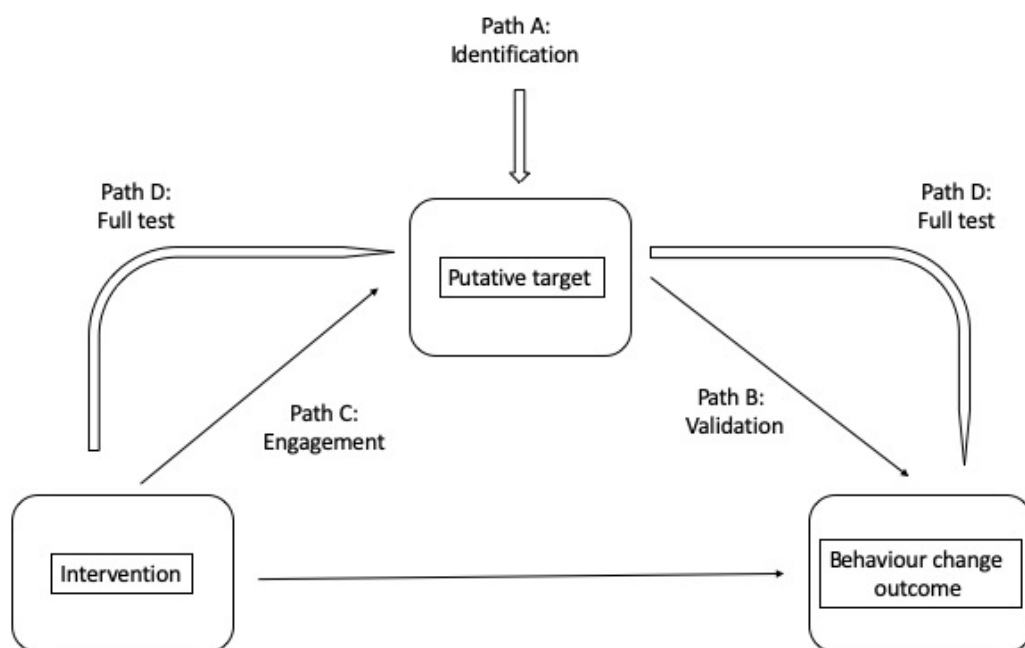 Path A:
Identification
Path D:
Full test
Path D:
Full test
Putative target
Path C:
Engagement
Path B:
Validation
Intervention
Behaviour change
outcome